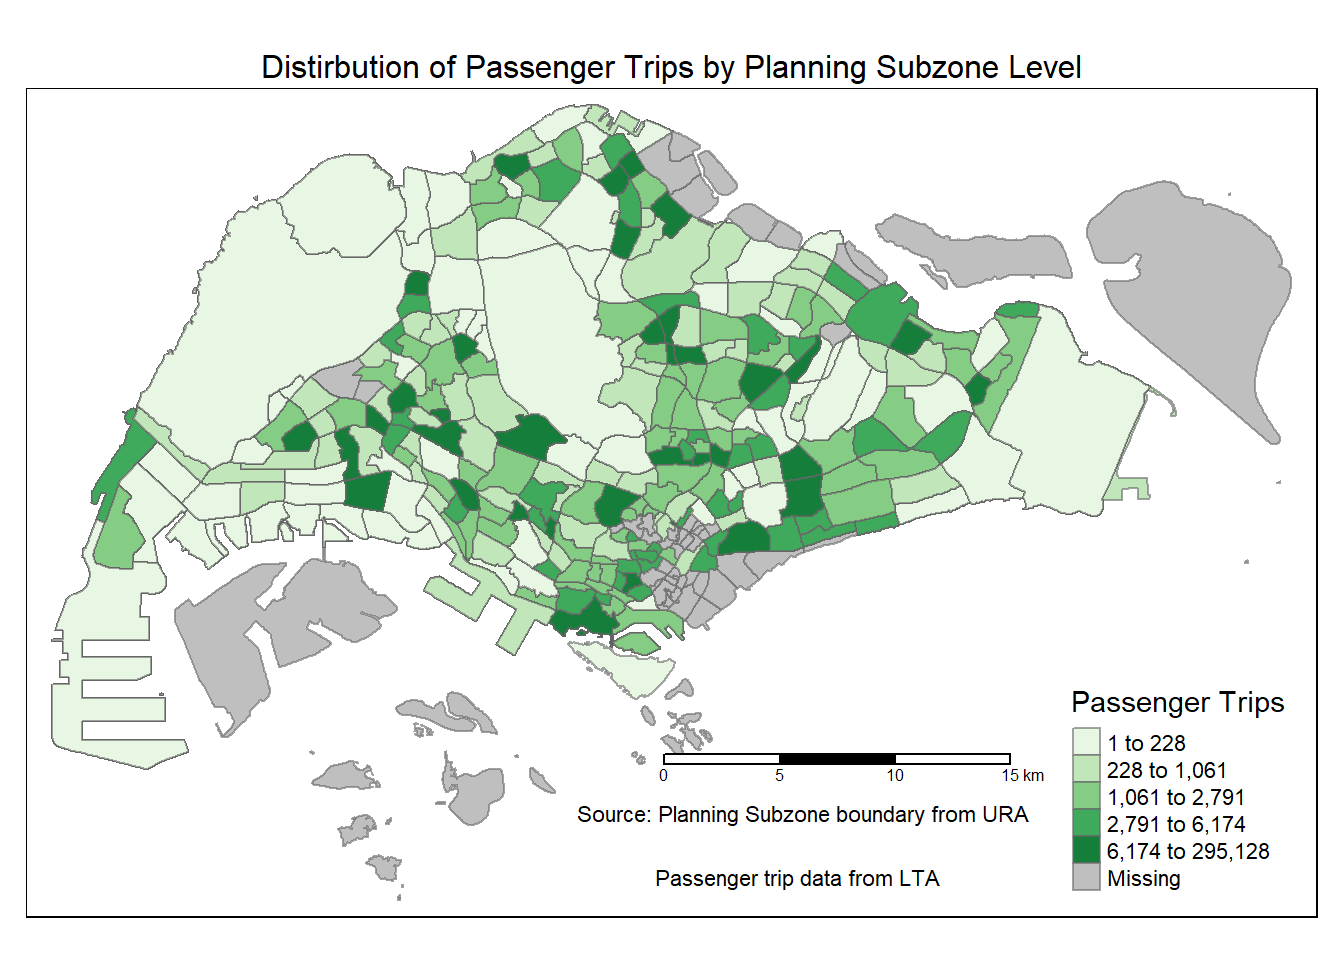 Distirbution of Passenger Trips by Planning Subzone Level
Passenger Trips
1 to 228
228 to 1,061
1,061 to 2,791
2,791 to 6,174
6,174 to 295,128
Missing
0 5 10 15 km
Source: Planning Subzone boundary from URA
Passenger trip data from LTA